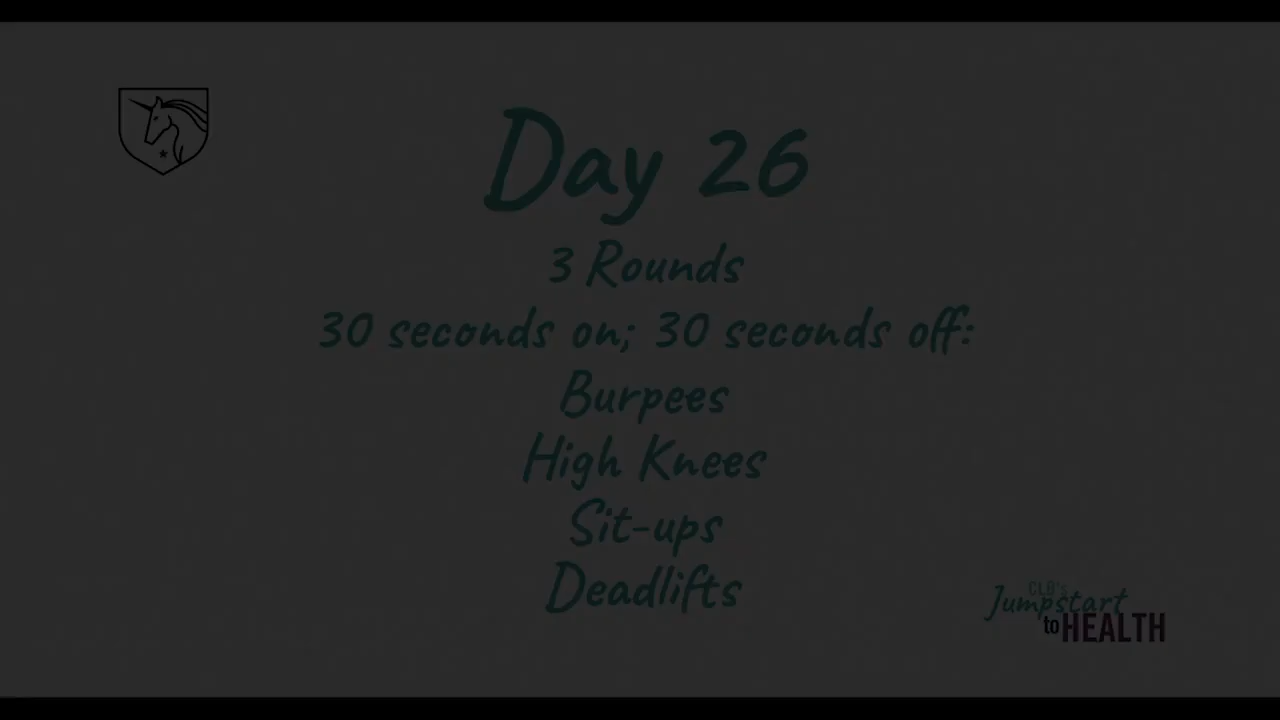 Day 26
3 Rounds
30 seconds on; 30 seconds off:
Burpees
High Knees
Sit-ups
Deadlifts
CLB's
Jumpstart
to HEALTH